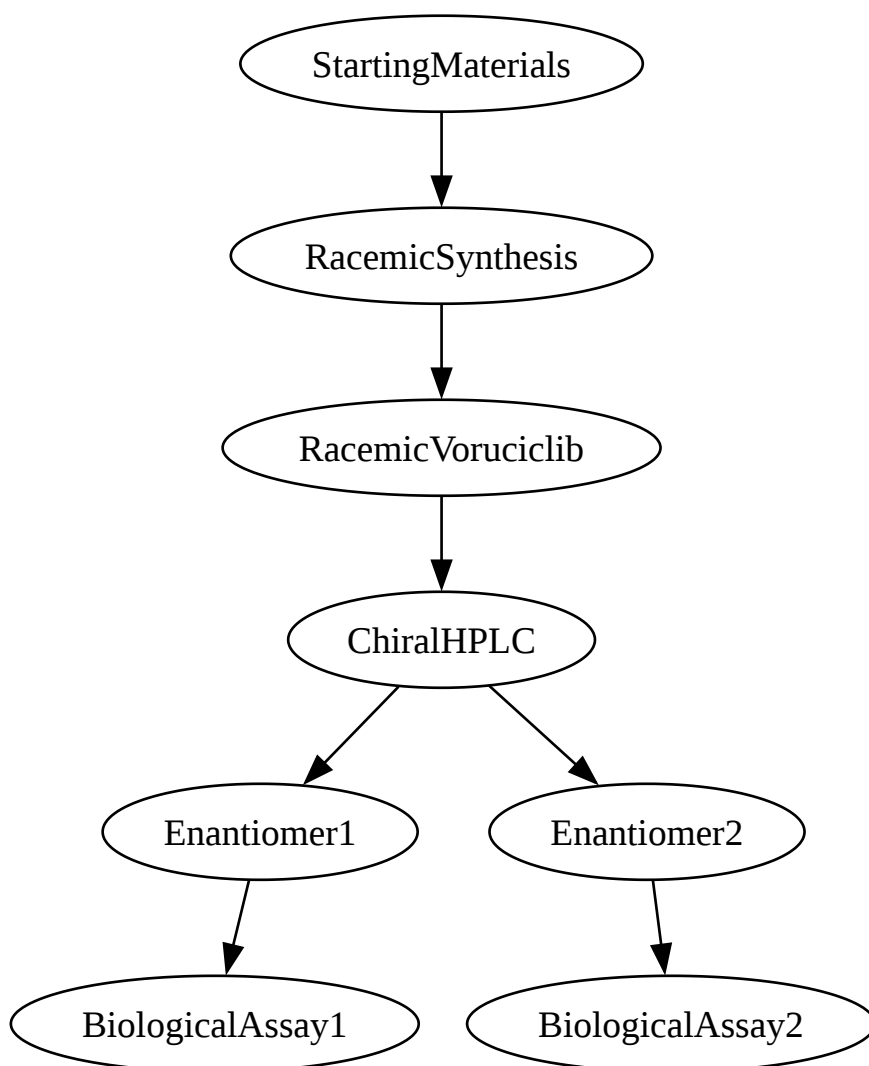 StartingMaterials
RacemicSynthesis
RacemicVoruciclib
ChiralHPLC
Enantiomer1
Enantiomer2
BiologicalAssay1
BiologicalAssay2